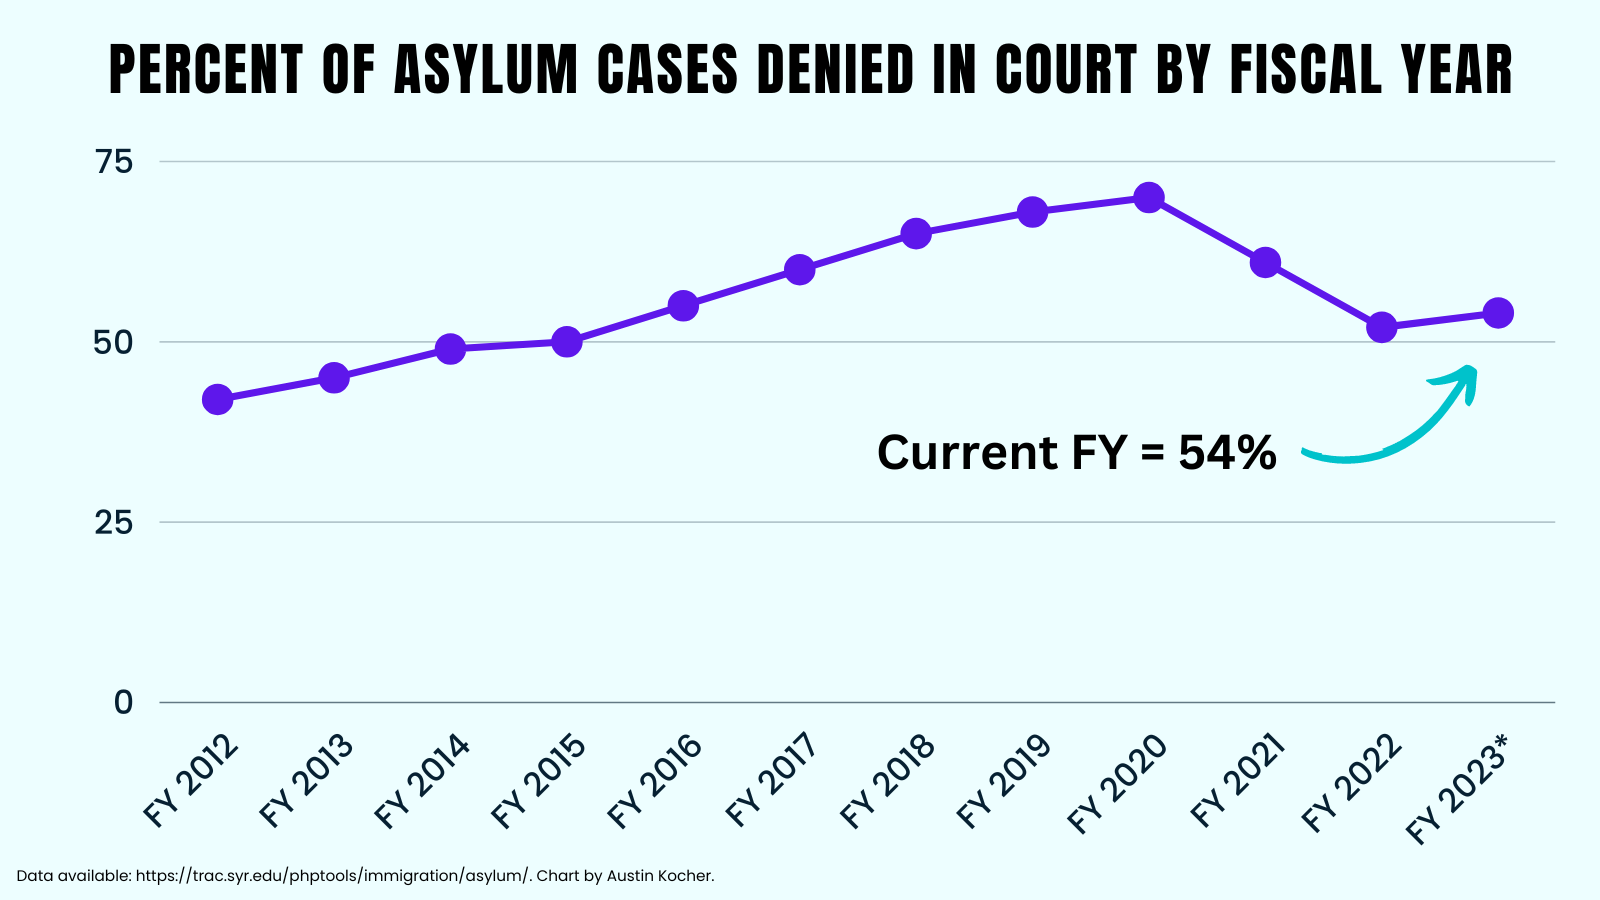 PERCENT OF ASYLUM CASES DENIED IN COURT BY FISCAL YEAR
75
50
25
0
Current FY = 54%
FY 2012
FY 2013
FY 2014
FY 2015
FY 2016
FY 2017
FY 2018
FY 2019
FY 2020
FY 2021
FY 2022
FY 2023*
Data available: https://trac.syr.edu/phptools/immigration/asylum/. Chart by Austin Kocher.